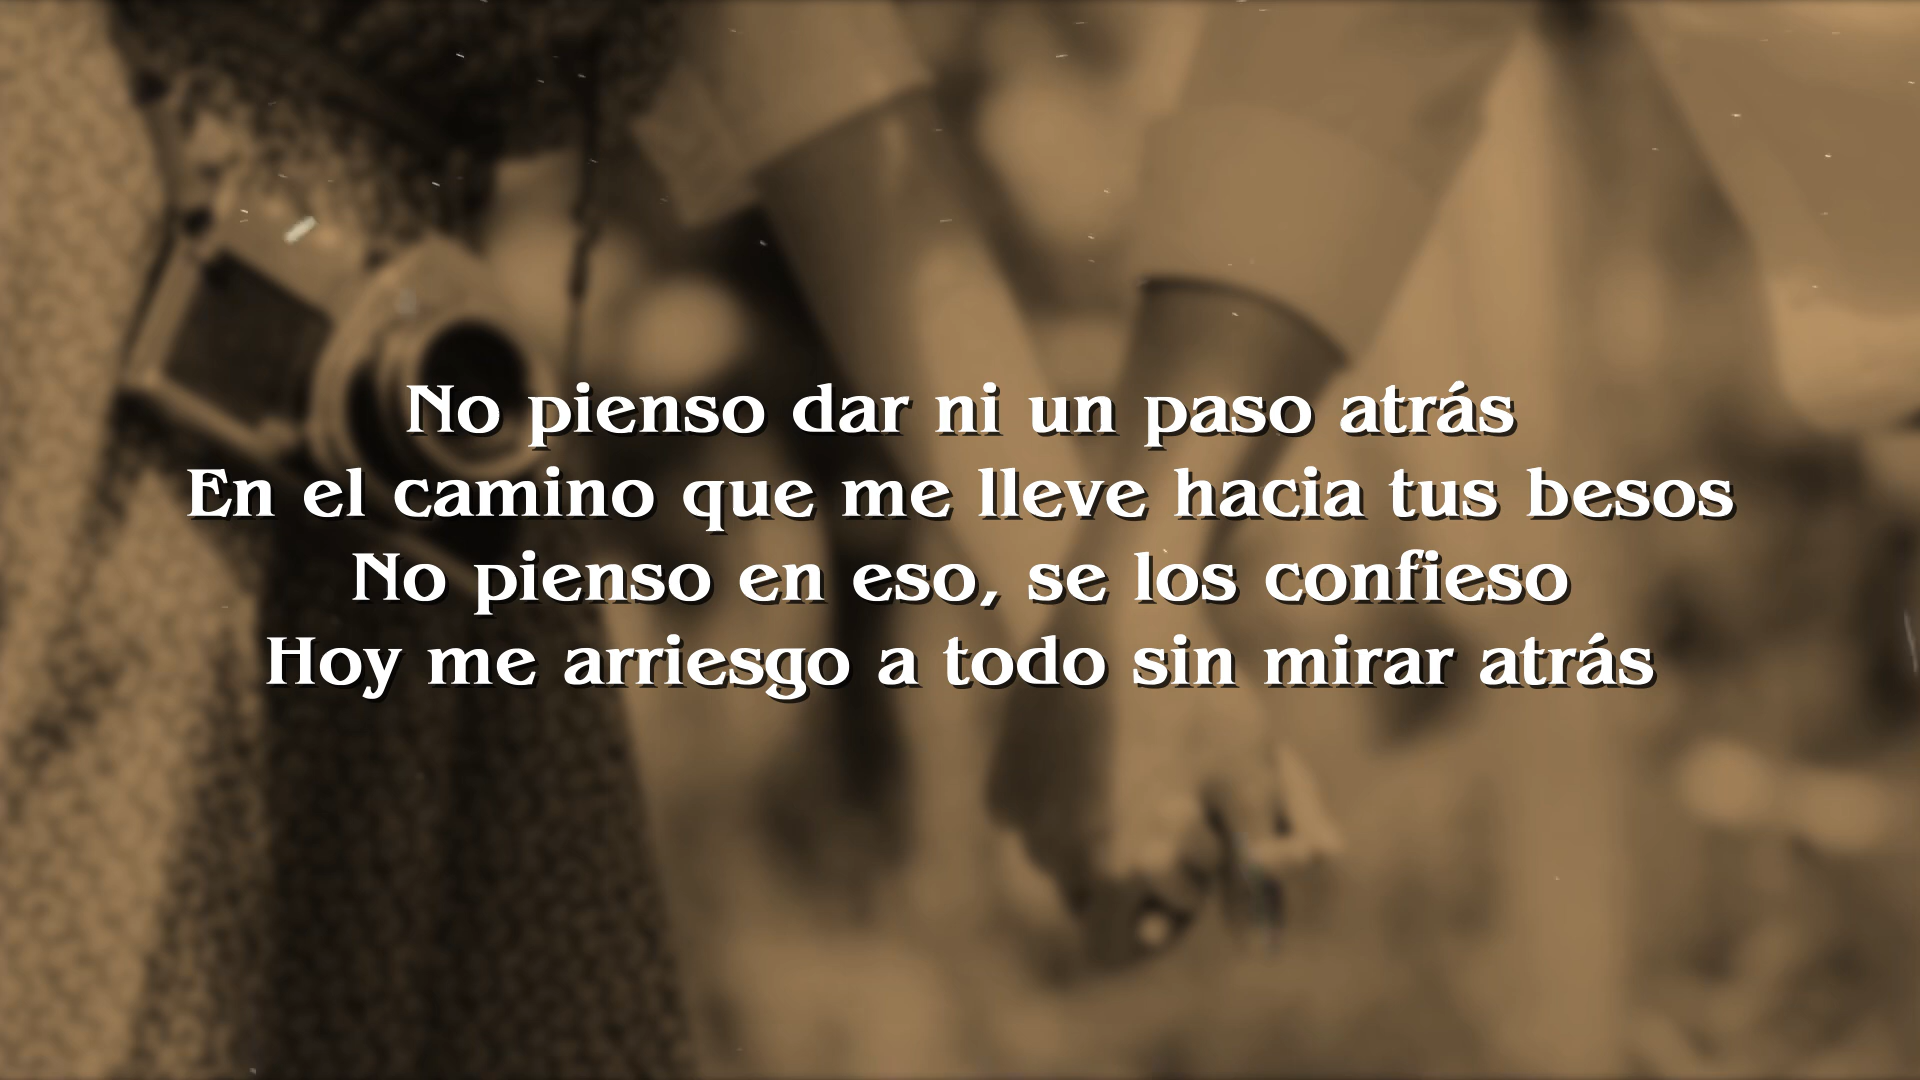 No pienso dar ni un paso atrás
En el camino que me lleve hacia tus besos
No pienso en eso, se los confieso
Hoy me arriesgo a todo sin mirar atrás